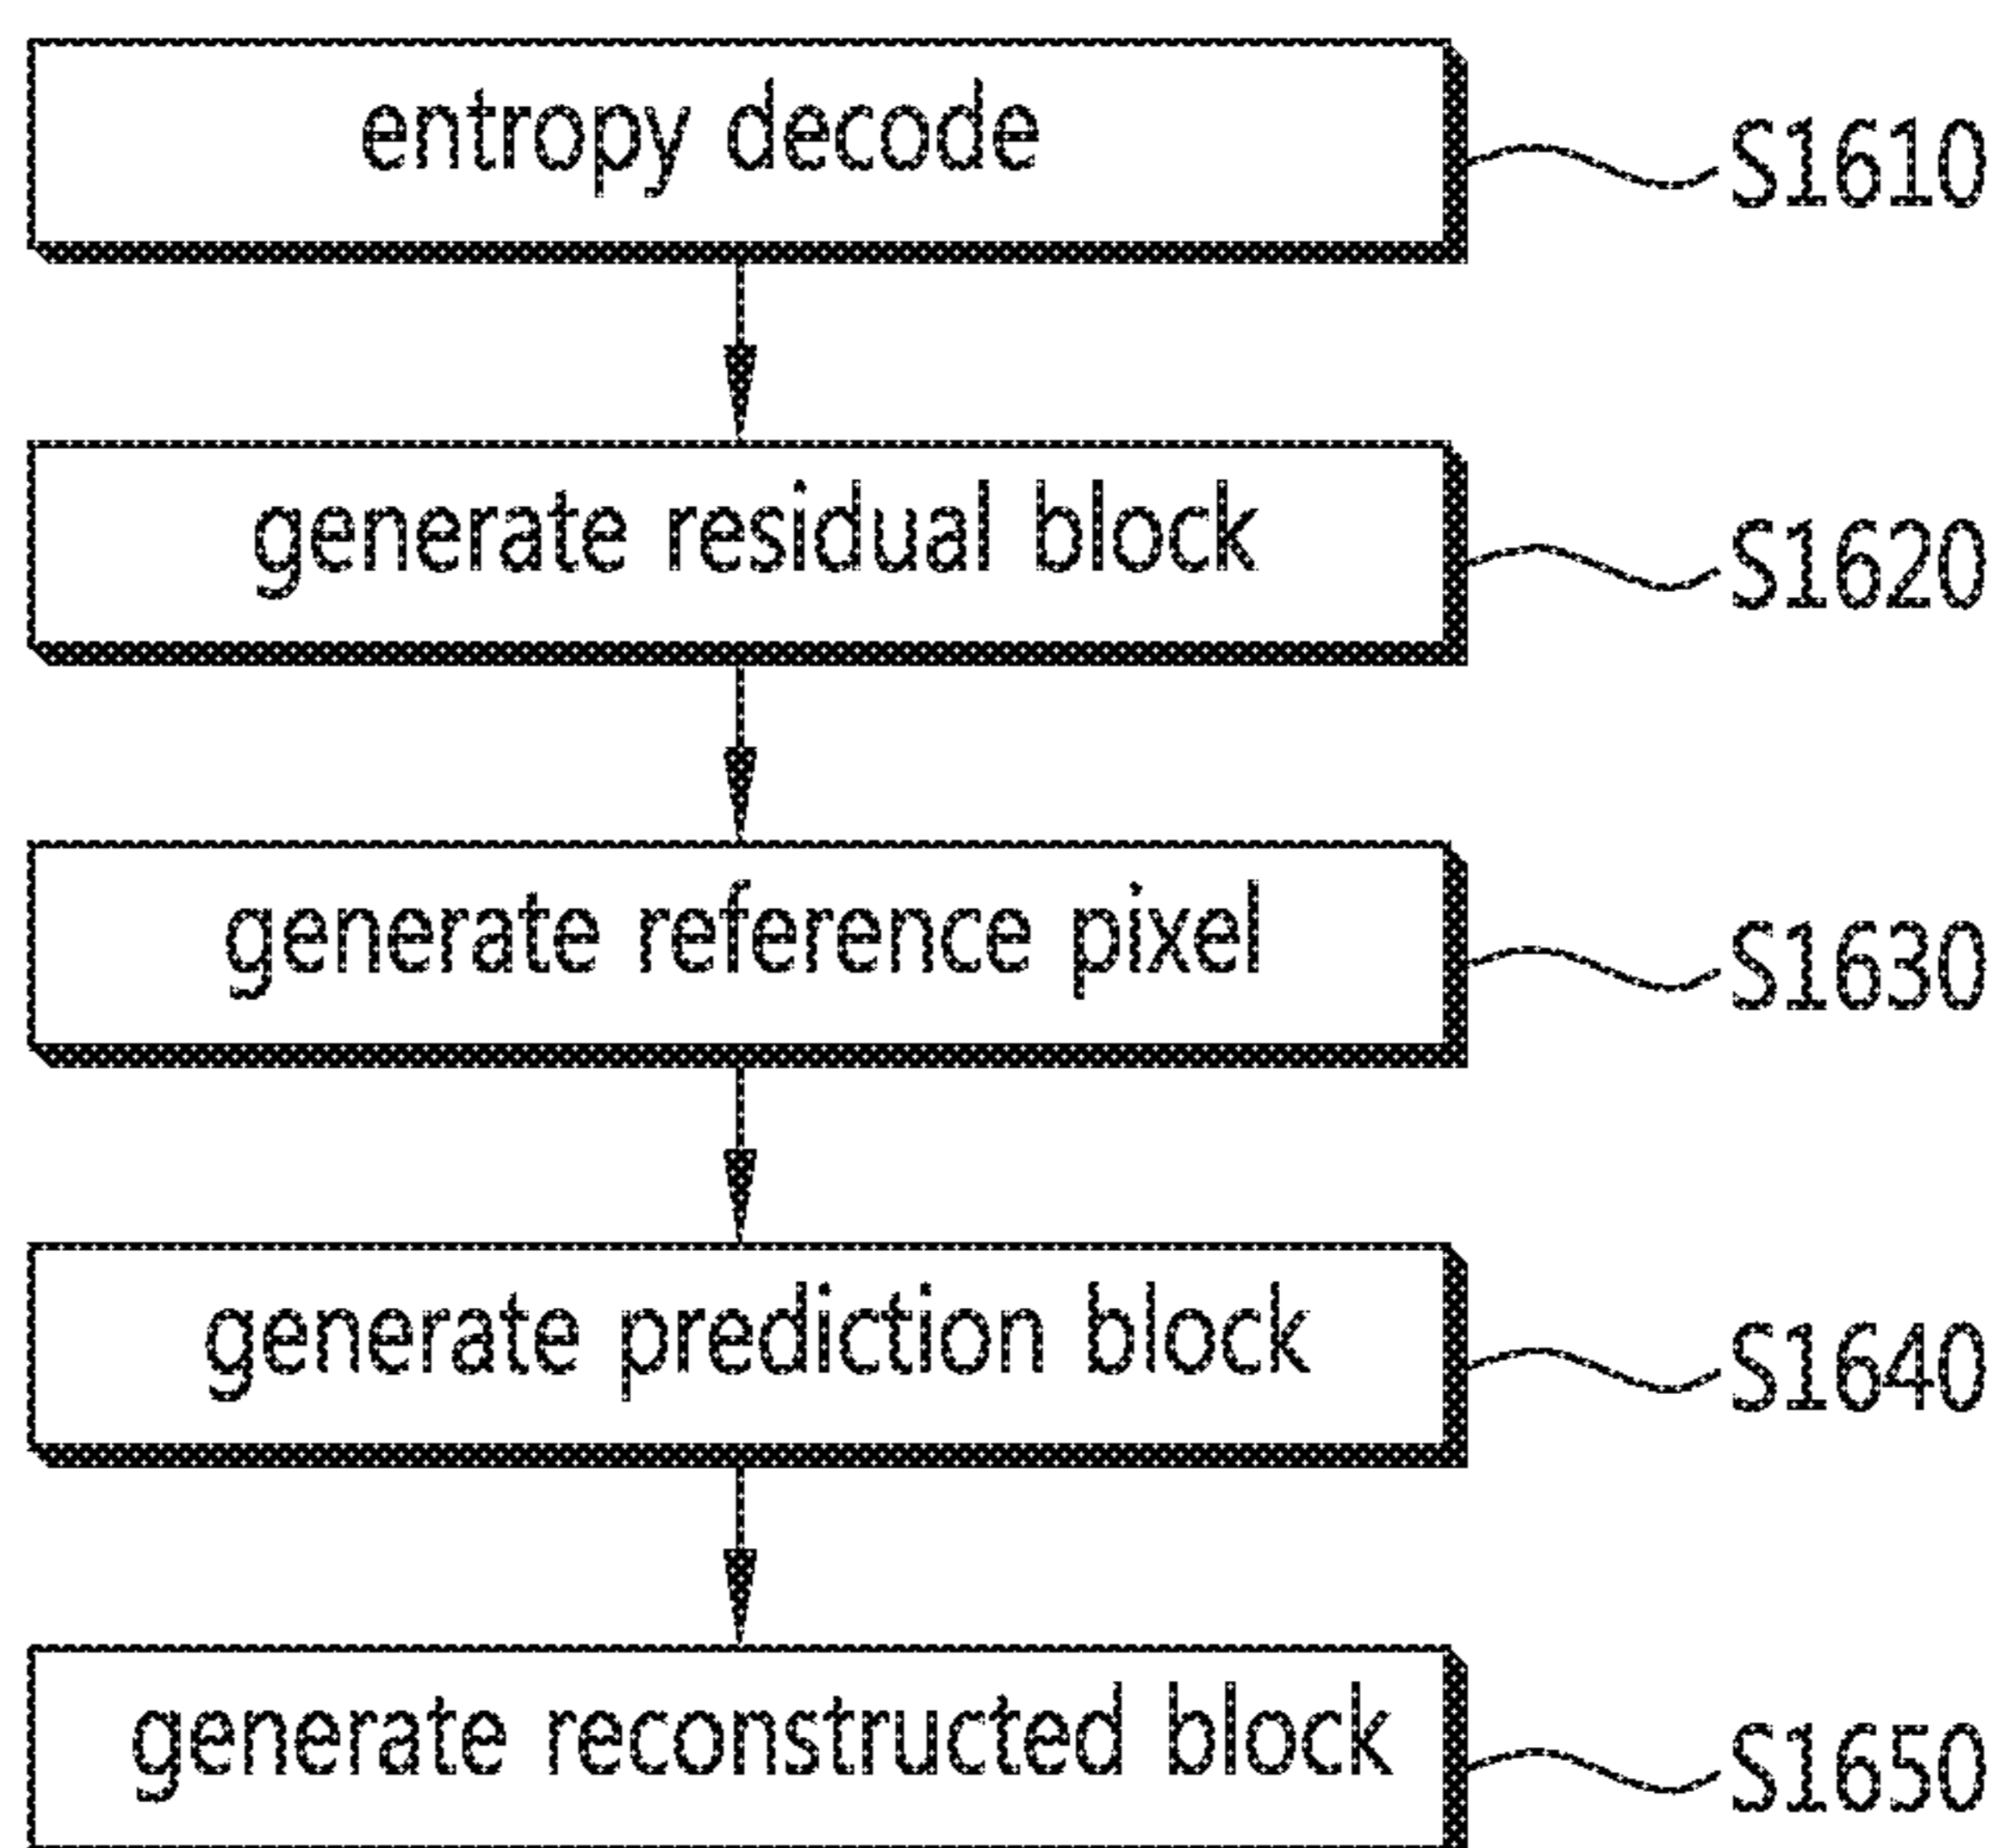 entropy decode
S1610
generate residual block
S1620
generate reference pixel
S1630
generate prediction block
S1640
generate reconstructed block
S1650